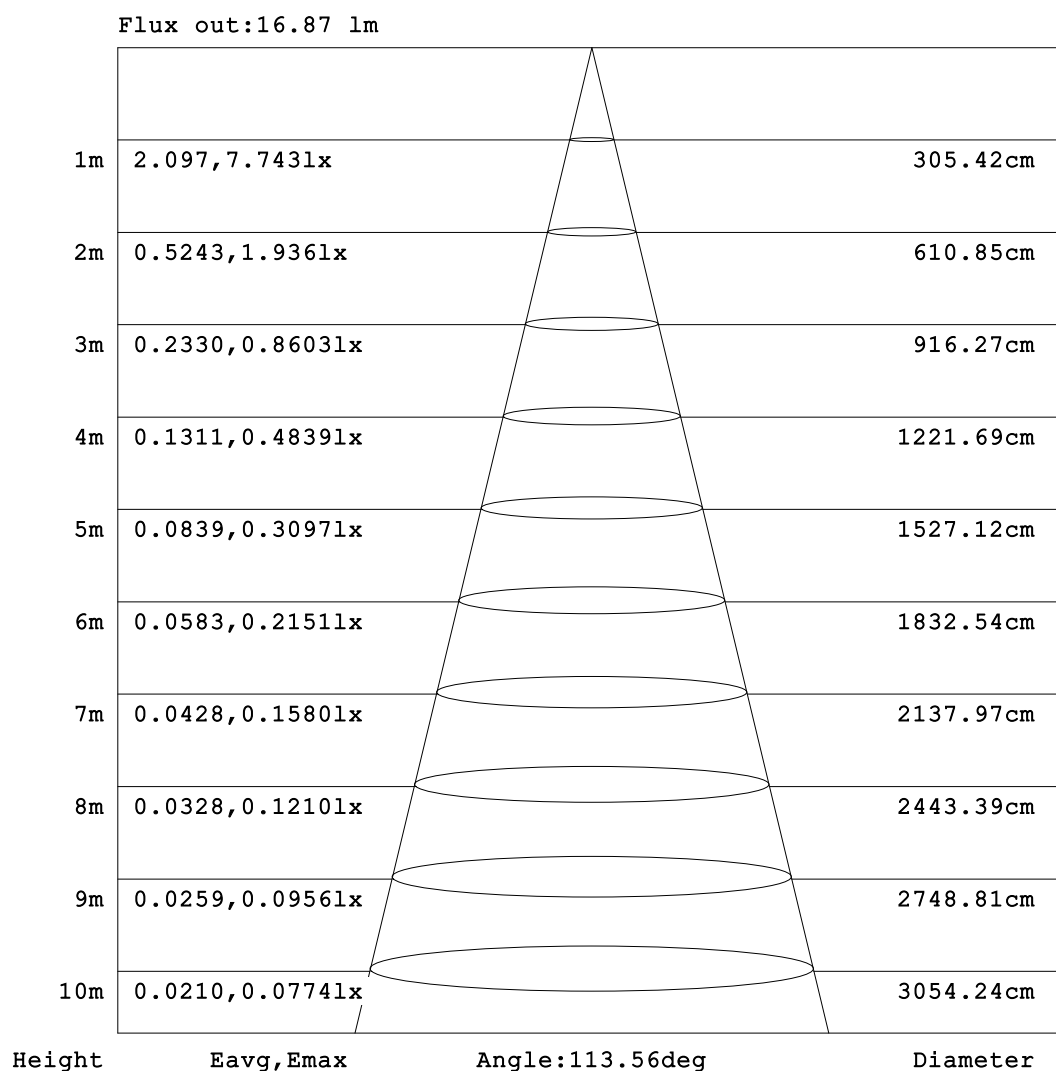 Flux out:16.87 lm
1m 2.097,7.743lx 305.42cm
2m 0.5243,1.936lx 610.85cm
3m 0.2330,0.8603lx 916.27cm
4m 0.1311,0.4839lx 1221.69cm
5m 0.0839,0.3097lx 1527.12cm
6m 0.0583,0.2151lx 1832.54cm
7m 0.0428,0.1580lx 2137.97cm
8m 0.0328,0.1210lx 2443.39cm
9m 0.0259,0.0956lx 2748.81cm
10m 0.0210,0.0774lx 3054.24cm
Height Eavg,Emax Angle:113.56deg Diameter